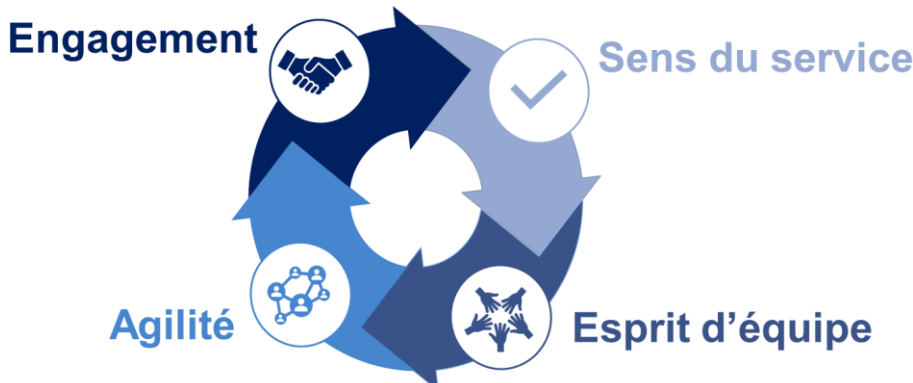 Engagement
Sens du service
Agilité
Esprit d’équipe